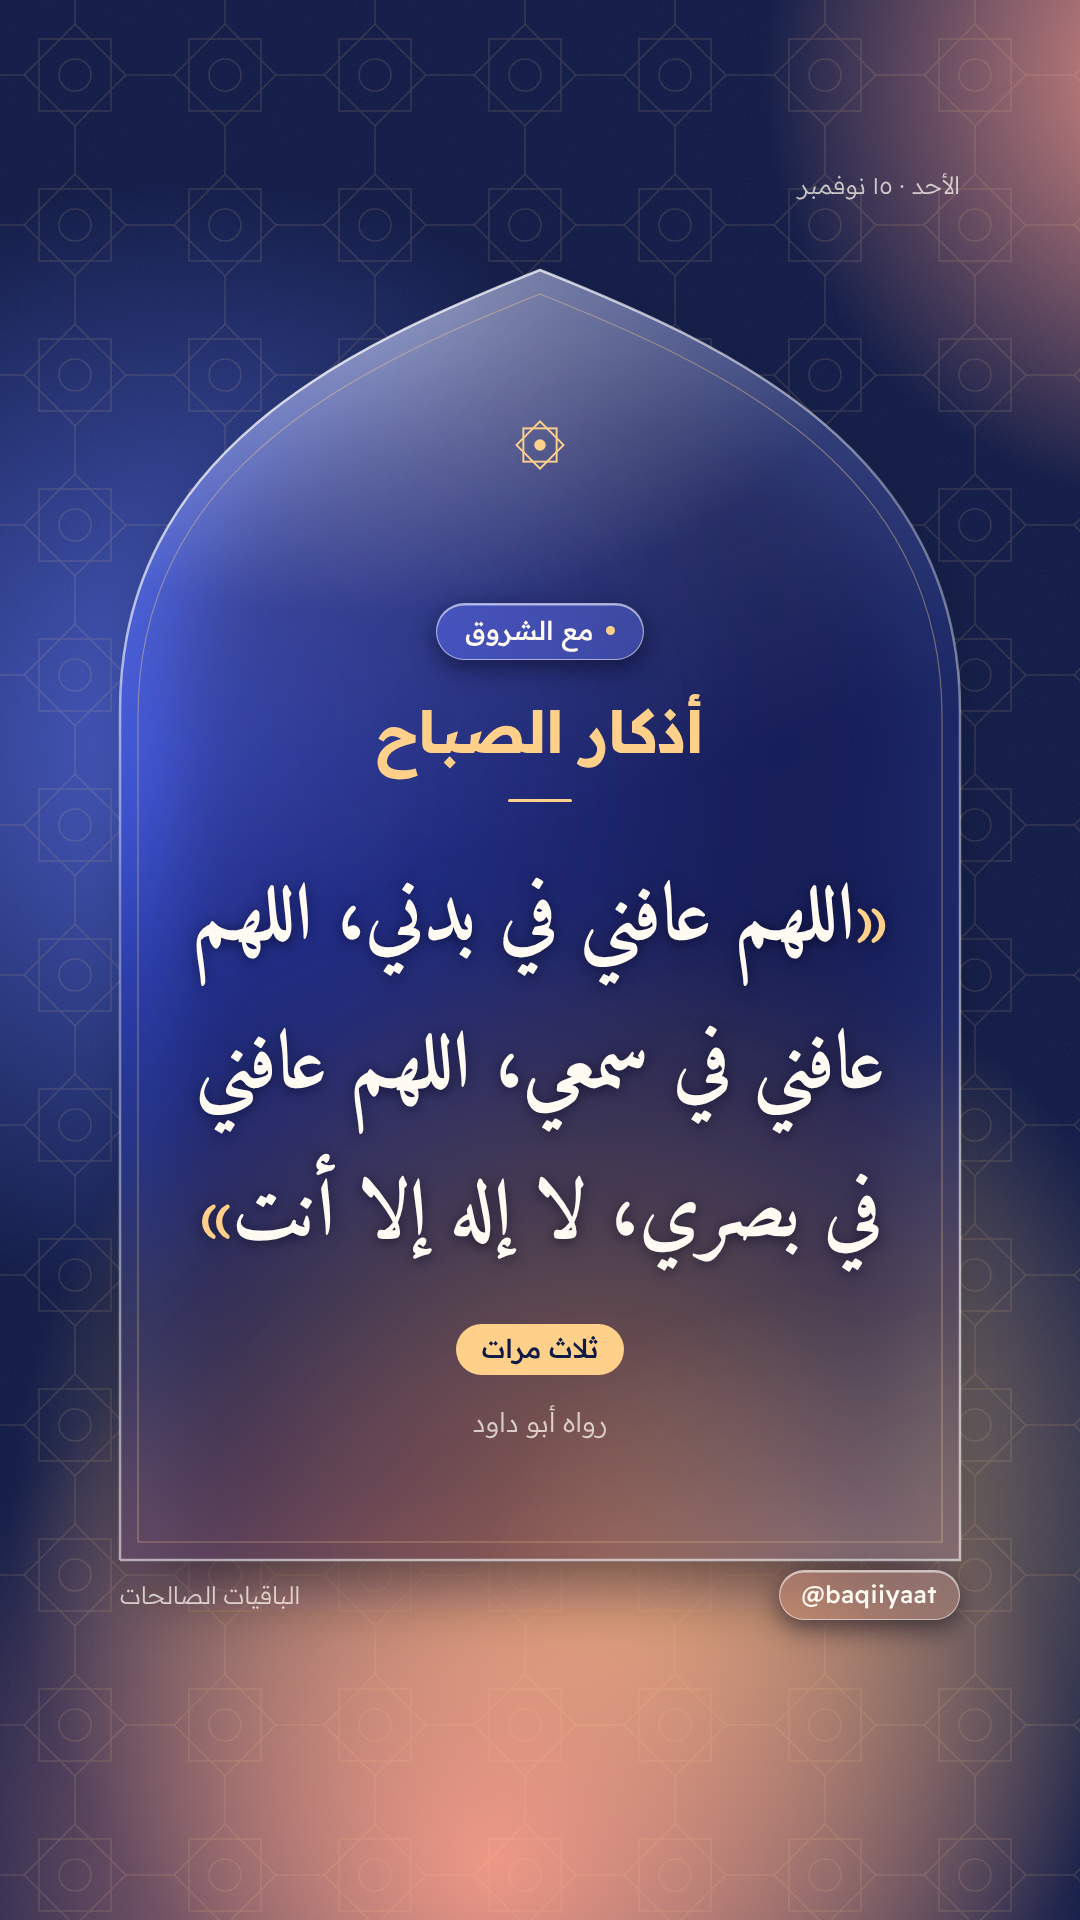 الأحد · ١٥ نوفمبر
مع الشروق
أذكار الصباح
«اللهم عافني في بدني، اللهم
عافني في سمعي، اللهم عافني
في بصري، لا إله إلا أنت»
ثلاث مرات
رواه أبو داود
@baqiiyaat
الباقيات الصالحات